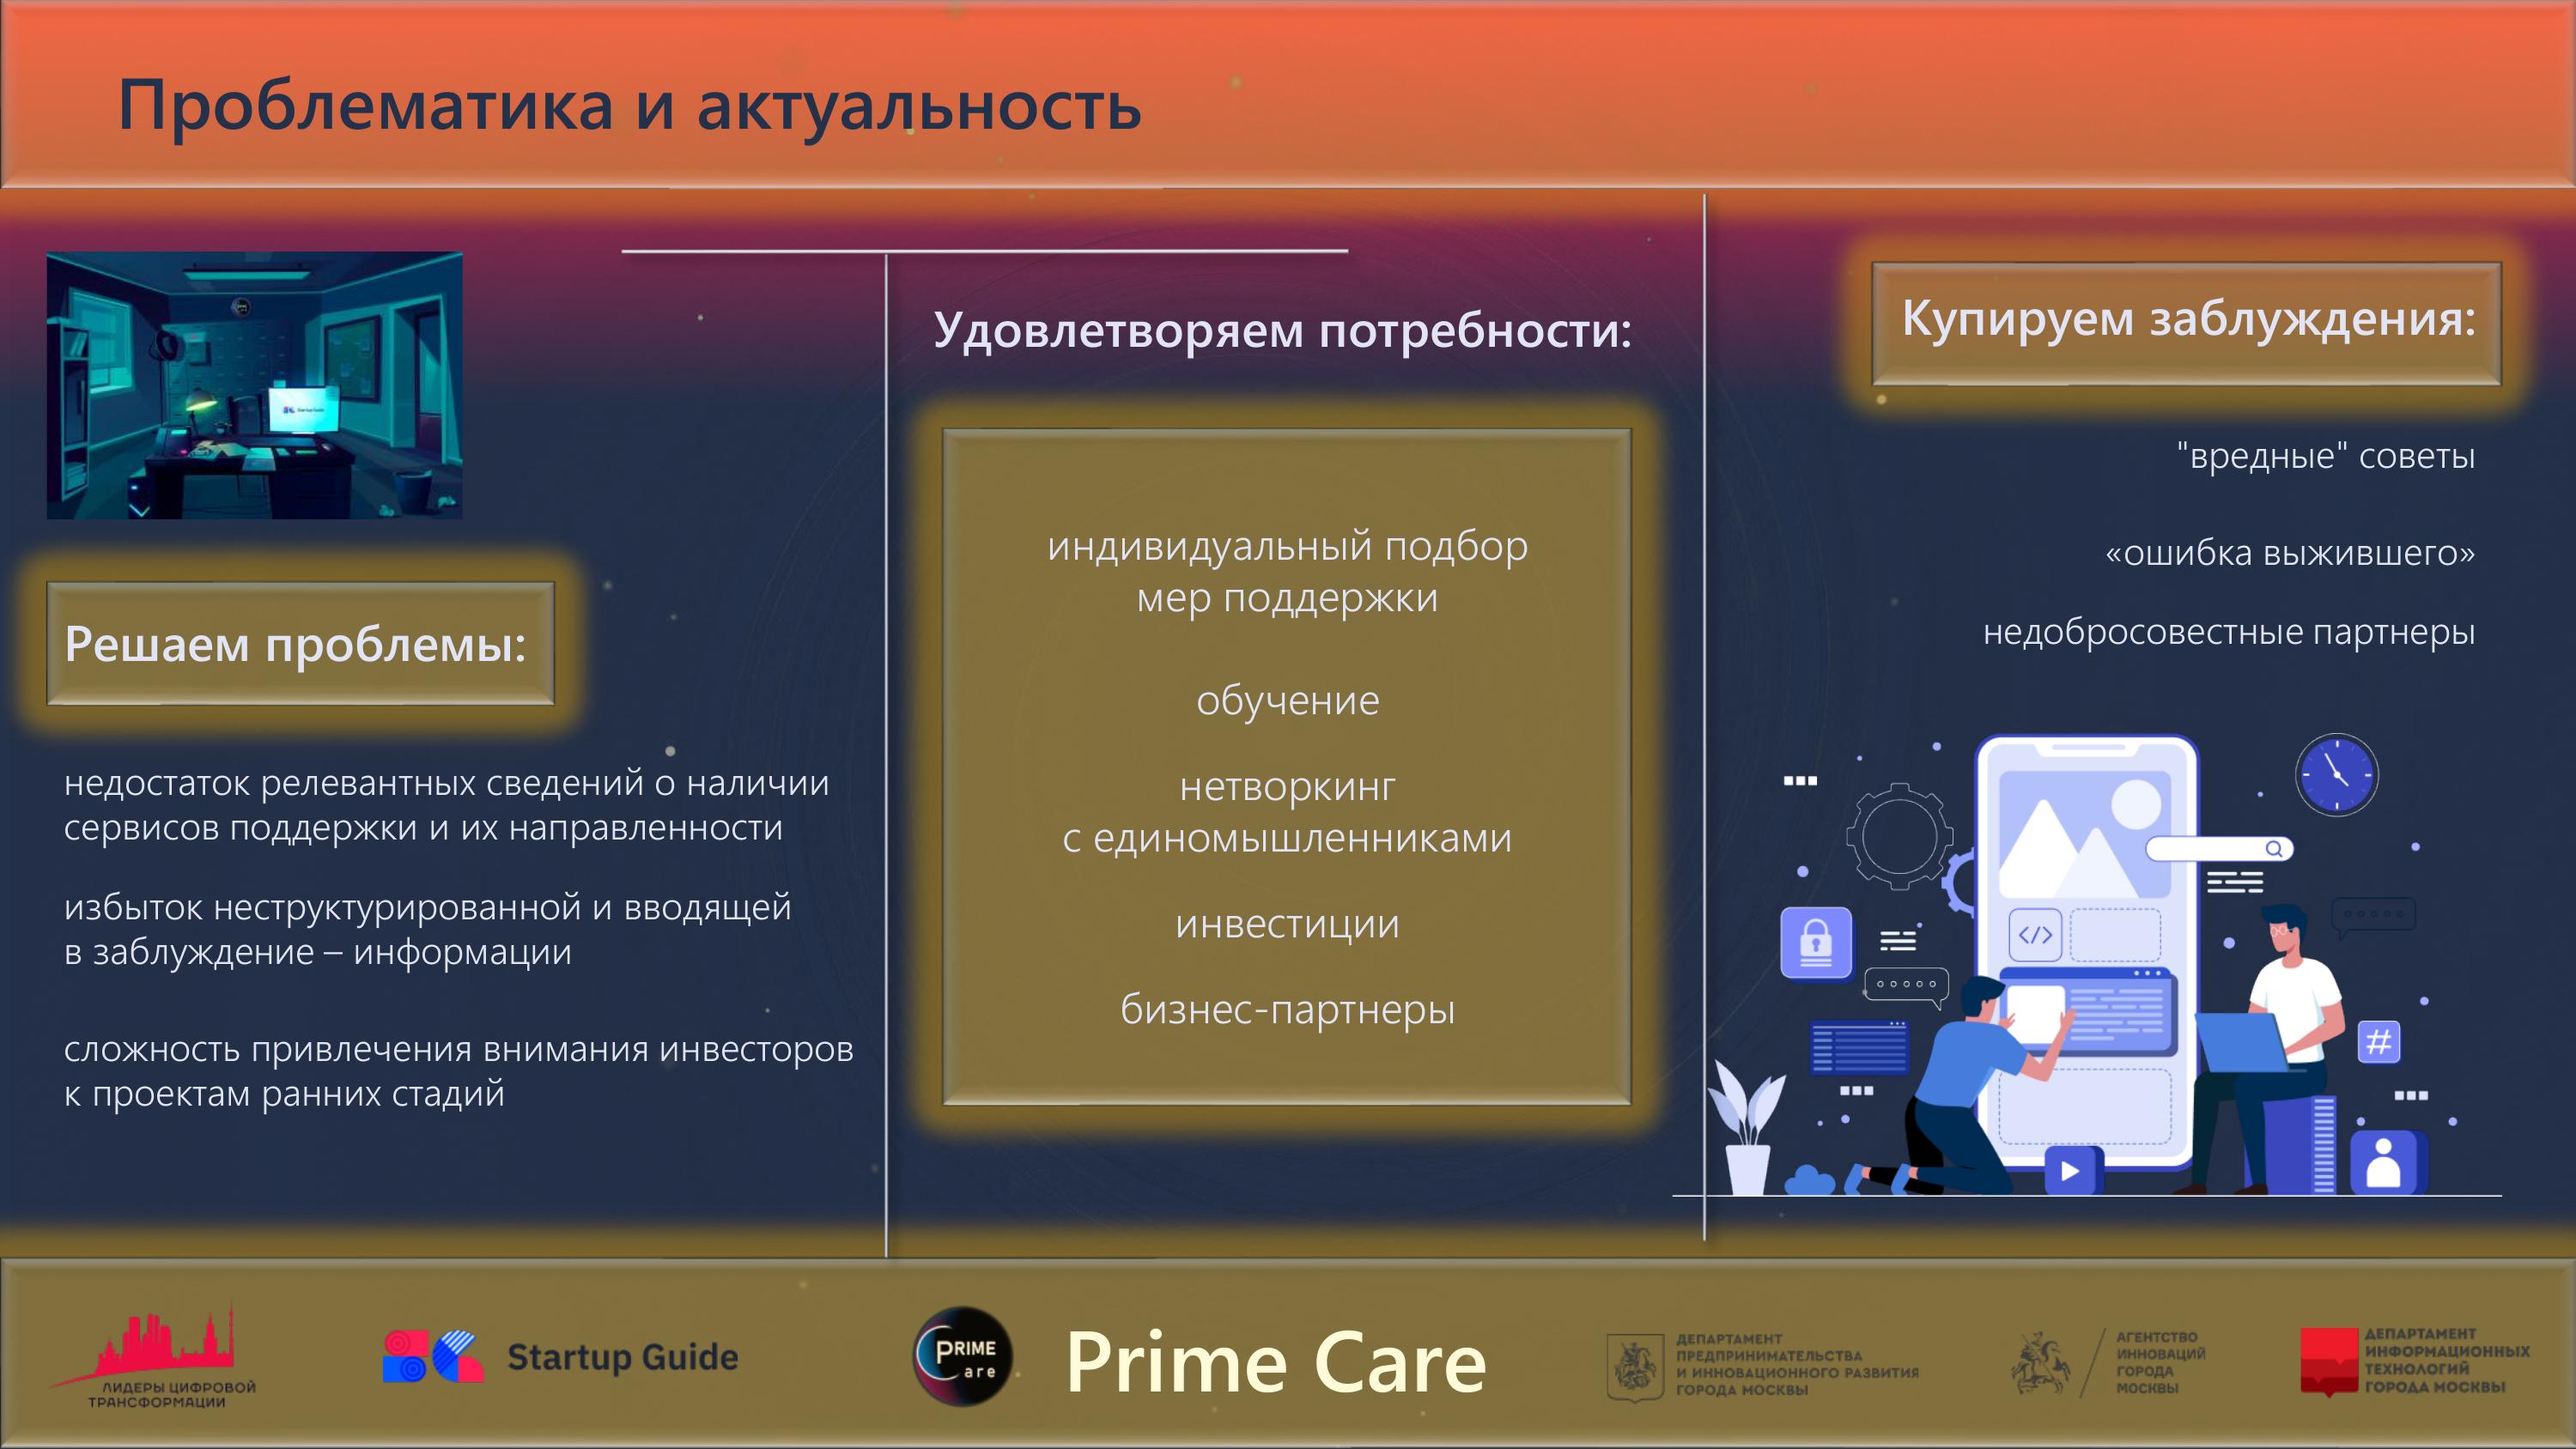 Проблематика и актуальность
Startup Guide
Решаем проблемы:
недостаток релевантных сведений о наличии
сервисов поддержки и их направленности
избыток неструктурированной и вводящей
в заблуждение – информации
сложность привлечения внимания инвесторов
к проектам ранних стадий
Удовлетворяем потребности:
индивидуальный подбор
мер поддержки
обучение
нетворкинг
с единомышленниками
инвестиции
бизнес-партнеры
Купируем заблуждения:
"вредные" советы
«ошибка выжившего»
недобросовестные партнеры
</>
#
ЛИДЕРЫ ЦИФРОВОЙ
ТРАНСФОРМАЦИИ
Startup Guide
PRIME
are
Prime Care
ДЕПАРТАМЕНТ
ПРЕДПРИНИМАТЕЛЬСТВА
И ИННОВАЦИОННОГО РАЗВИТИЯ
ГОРОДА МОСКВЫ
АГЕНТСТВО
ИННОВАЦИЙ
ГОРОДА
МОСКВЫ
ДЕПАРТАМЕНТ
ИНФОРМАЦИОННЫХ
ТЕХНОЛОГИЙ
ГОРОДА МОСКВЫ